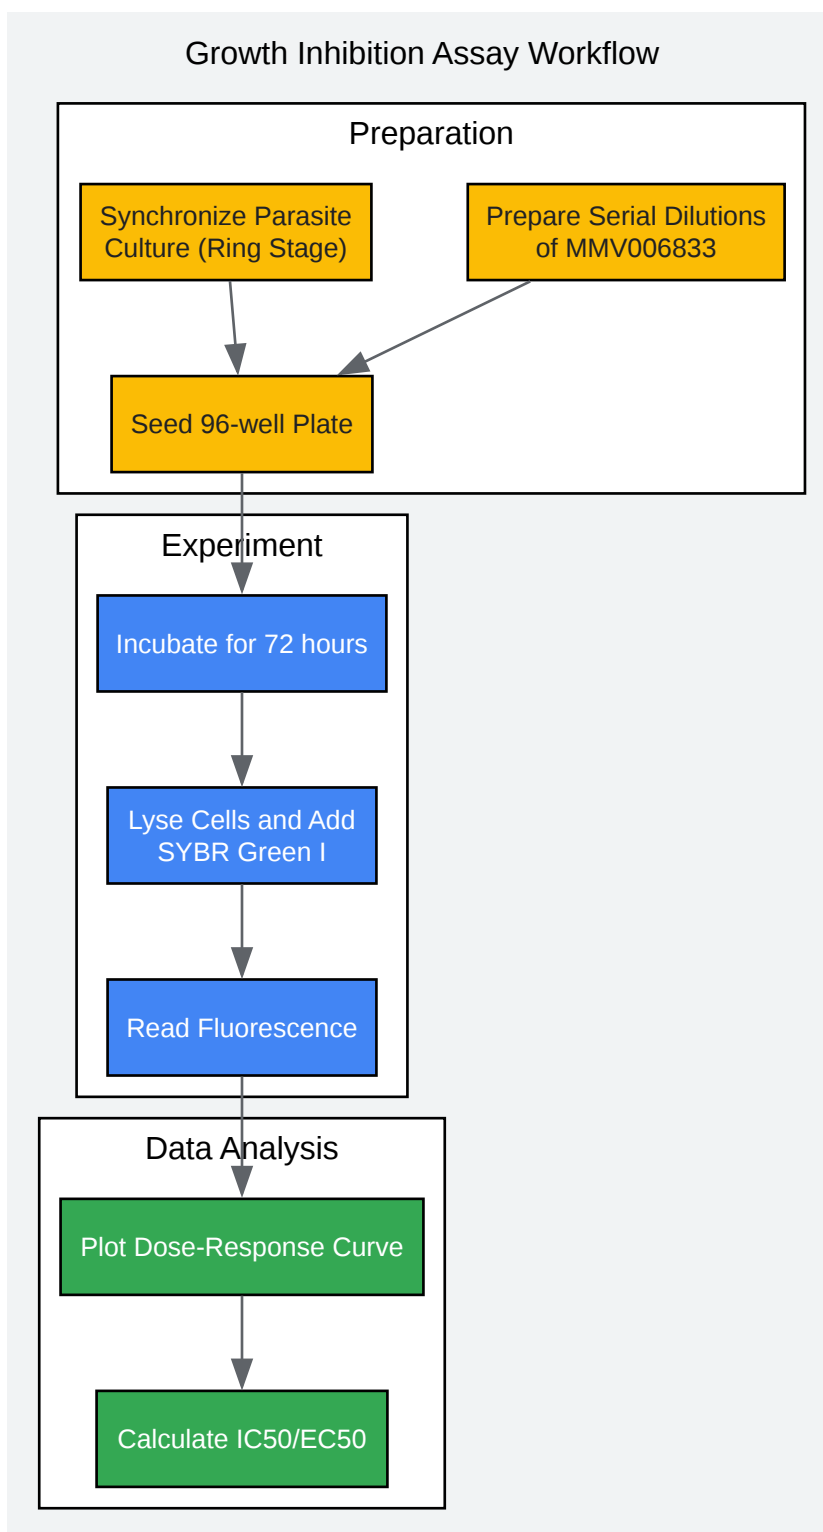 Growth Inhibition Assay Workflow
Preparation
Synchronize Parasite
Culture (Ring Stage)
Prepare Serial Dilutions
of MMV006833
Seed 96-well Plate
Experiment
Incubate for 72 hours
Lyse Cells and Add
SYBR Green I
Read Fluorescence
Data Analysis
Plot Dose-Response Curve
Calculate IC50/EC50